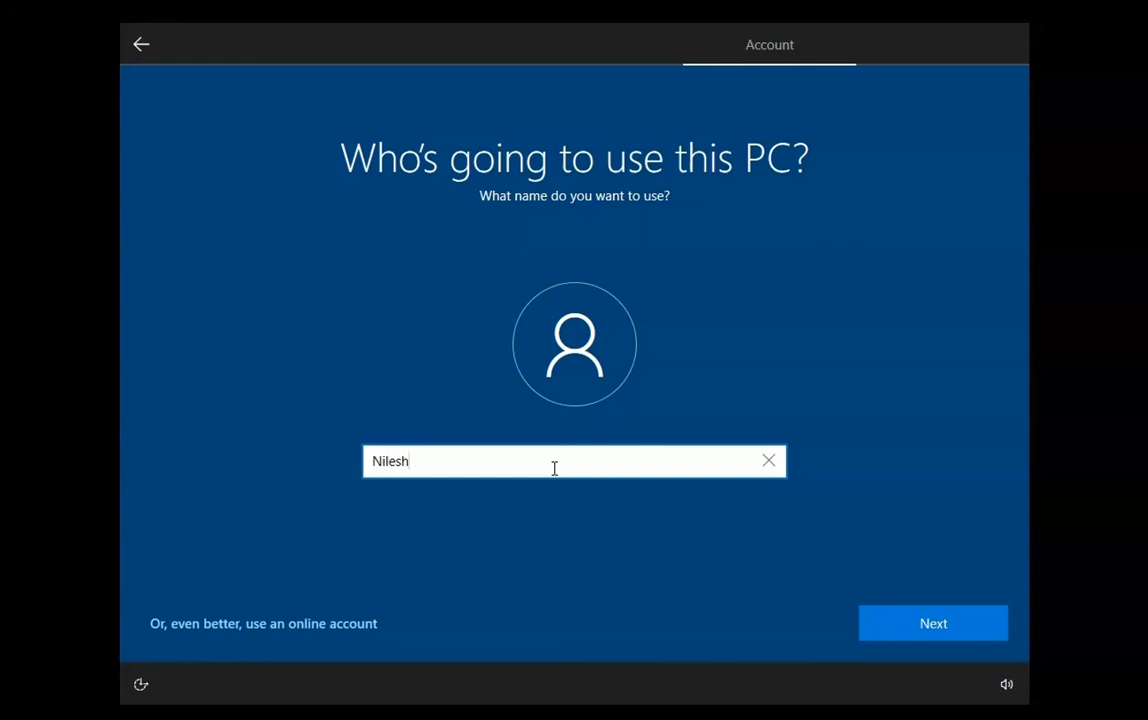 Account
Who's going to use this PC?
What name do you want to use?
Nilesh
Or, even better, use an online account
Next